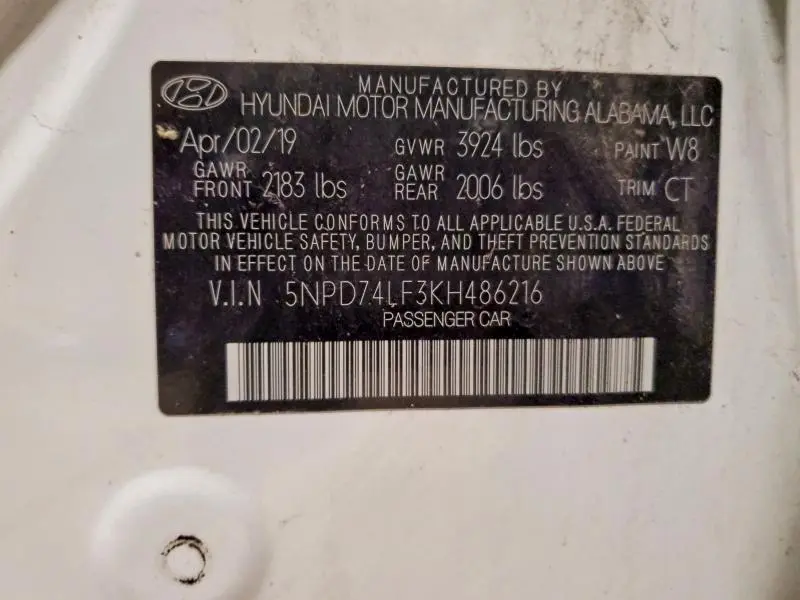 MANUFACTURED BY
HYUNDAI MOTOR MANUFACTURING ALABAMA, LLC
Apr/02/19 GVWR 3924 lbs PAINT W8
GAWR FRONT 2183 lbs GAWR REAR 2006 lbs TRIM CT
THIS VEHICLE CONFORMS TO ALL APPLICABLE U.S.A. FEDERAL
MOTOR VEHICLE SAFETY, BUMPER, AND THEFT PREVENTION STANDARDS
IN EFFECT ON THE DATE OF MANUFACTURE SHOWN ABOVE
V.I.N 5NPD74LF3KH486216
PASSENGER CAR